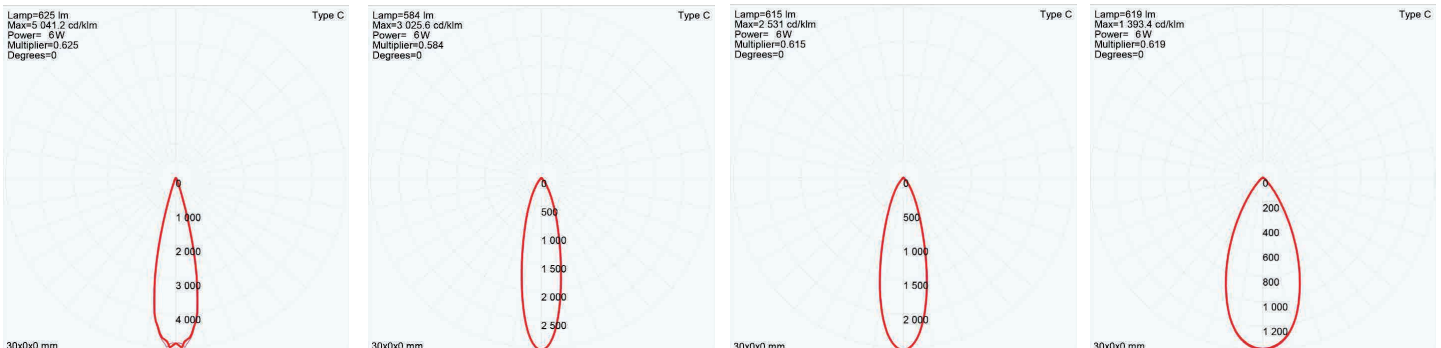 Lamp=625 lm
Max=5 041.2 cd/klm
Power= 6W
Multiplier=0.625
Degrees=0
Type C
0
1 000
2 000
3 000
4 000
30x0x0 mm
Lamp=584 lm
Max=3 025.6 cd/klm
Power= 6W
Multiplier=0.584
Degrees=0
Type C
0
500
1 000
1 500
2 000
2 500
30x0x0 mm
Lamp=615 lm
Max=2 531 cd/klm
Power= 6W
Multiplier=0.615
Degrees=0
Type C
0
500
1 000
1 500
2 000
30x0x0 mm
Lamp=619 lm
Max=1 393.4 cd/klm
Power= 6W
Multiplier=0.619
Degrees=0
Type C
0
200
400
600
800
1 000
1 200
30x0x0 mm